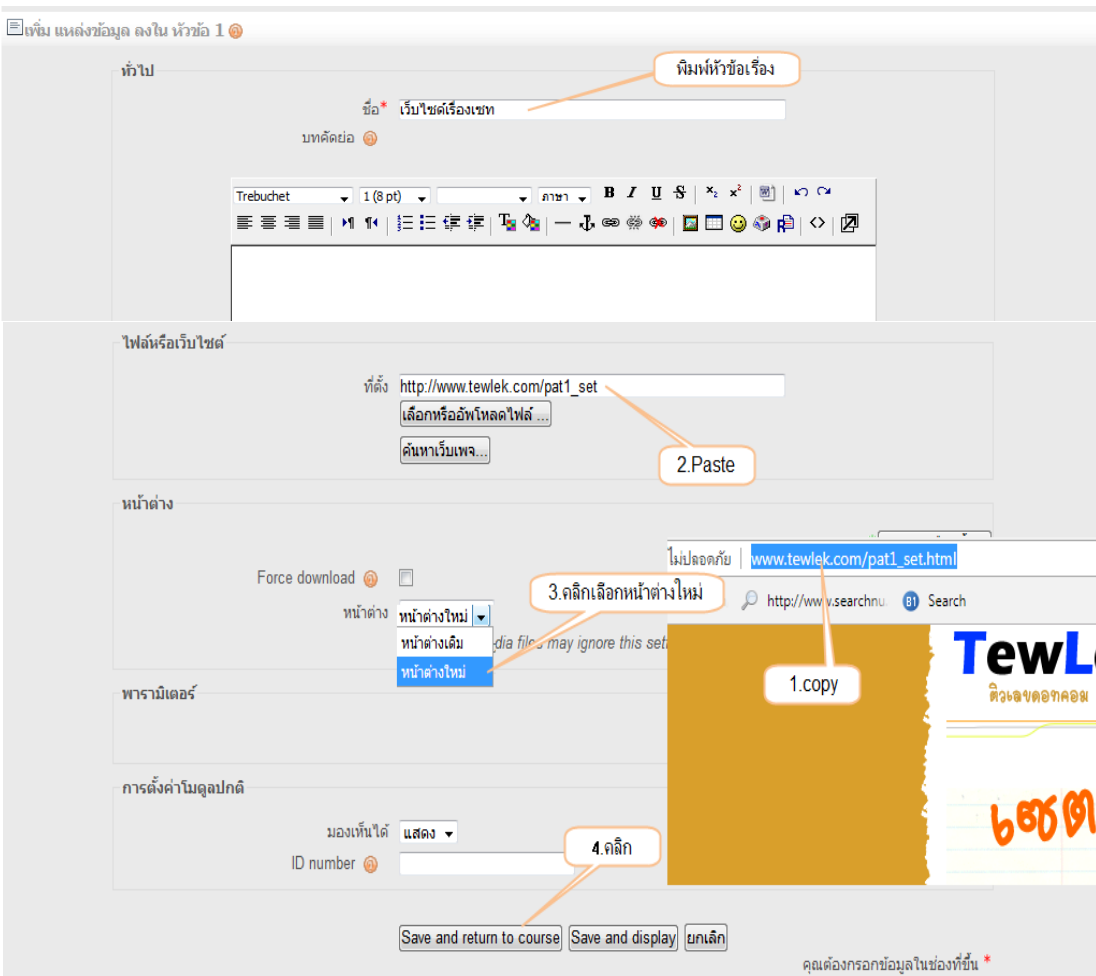 เพิ่ม แหล่งข้อมูล ลงใน หัวข้อ 1
ทั่วไป
พิมพ์หัวข้อเรื่อง
ชื่อ* เว็บไซด์เรื่องเซท
บทคัดย่อ
Trebuchet 1 (8 pt) ภาษา B I U S x₂ x²
ไฟล์หรือเว็บไซต์
ที่ตั้ง http://www.tewlek.com/pat1_set
เลือกหรืออัพโหลดไฟล์ ...
ค้นหาเว็บเพจ...
2.Paste
หน้าต่าง
ไม่ปลอดภัย www.tewlek.com/pat1_set.html
Force download
3.คลิกเลือกหน้าต่างใหม่
http://www.searchnu Search
หน้าต่าง หน้าต่างใหม่
หน้าต่างเดิม dia files may ignore this set
หน้าต่างใหม่
TewL
ติวเลขดอทคอม
1.copy
พารามิเตอร์
การตั้งค่าโมดูลปกติ
เซต
มองเห็นได้ แสดง
4.คลิก
ID number
Save and return to course Save and display ยกเลิก
คุณต้องกรอกข้อมูลในช่องที่ขึ้น *